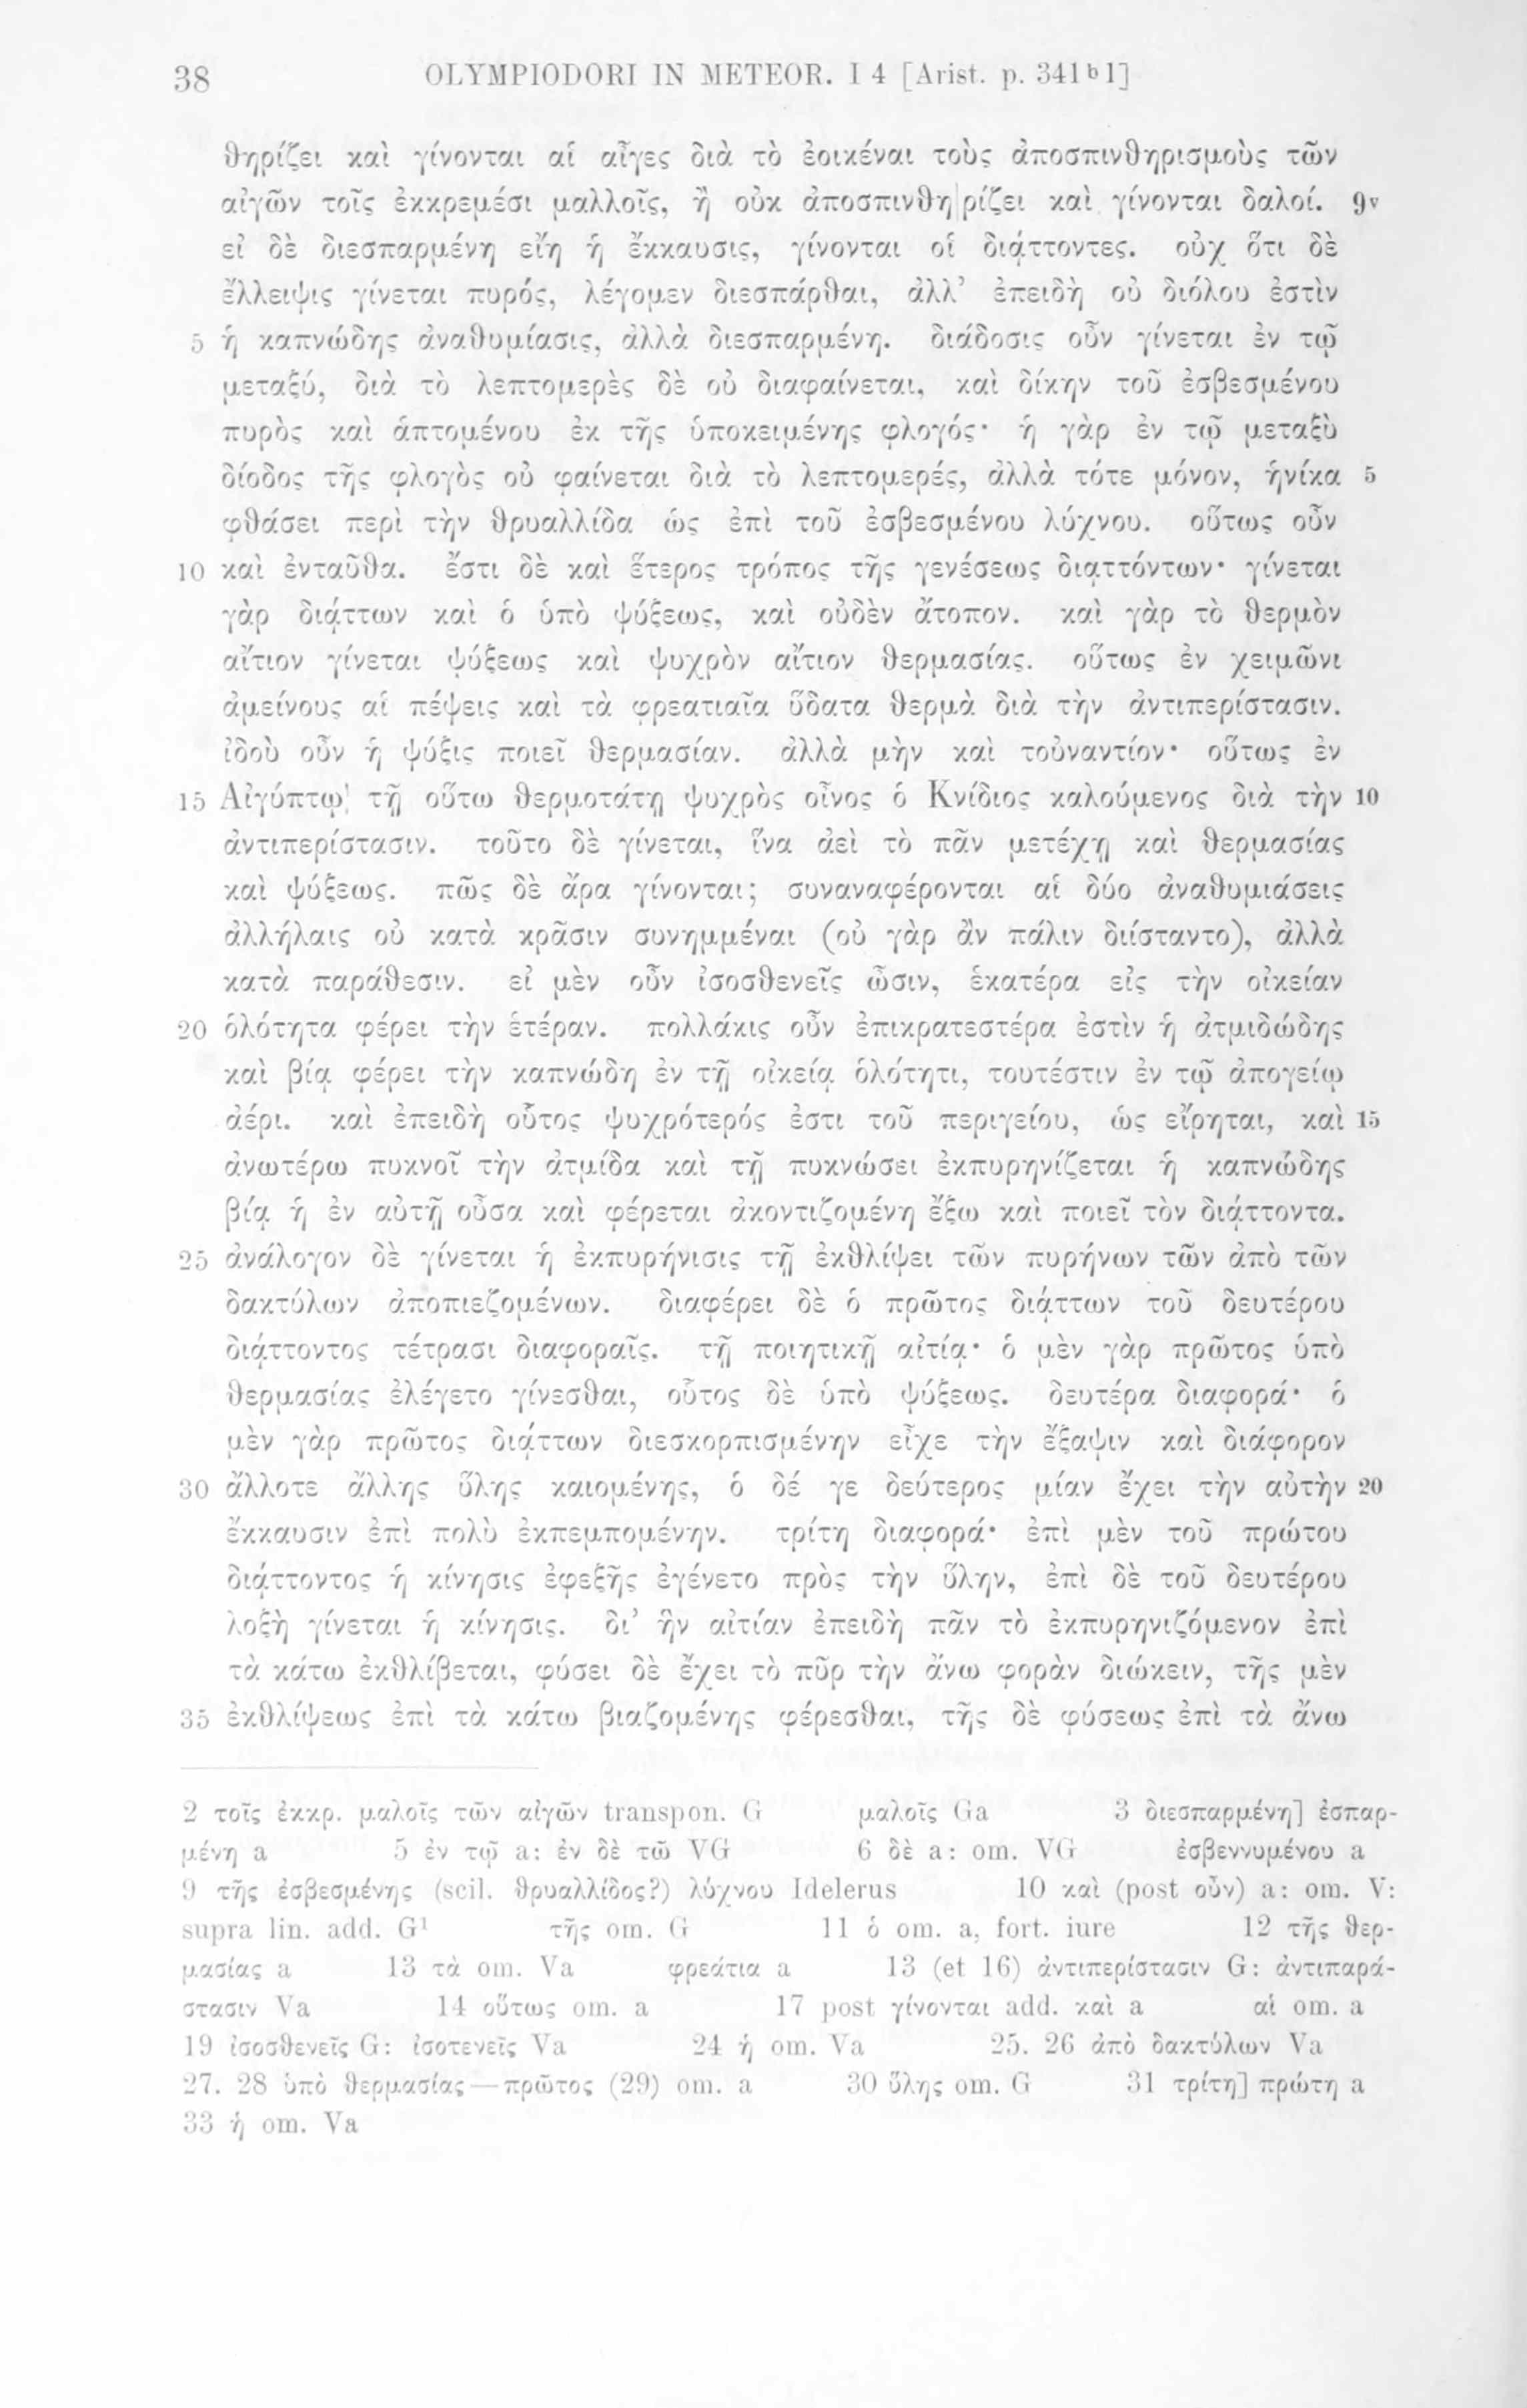 38 OLYMPIODORI IN METEOR. I 4 [Arist. p. 341ᵇ1]
θηρίζει καὶ γίνονται αἱ αἶγες διὰ τὸ ἐοικέναι τοὺς ἀποσπινθηρισμοὺς τῶν
αἰγῶν τοῖς ἐκκρεμέσι μαλλοῖς, ἢ οὐκ ἀποσπινθη|ρίζει καὶ γίνονται δαλοί. 9ᵛ
εἰ δὲ διεσπαρμένη εἴη ἡ ἔκκαυσις, γίνονται οἱ διᾴττοντες. οὐχ ὅτι δὲ
ἔλλειψις γίνεται πυρός, λέγομεν διεσπάρθαι, ἀλλ’ ἐπειδὴ οὐ διόλου ἐστὶν
5 ἡ καπνώδης ἀναθυμίασις, ἀλλὰ διεσπαρμένη. διάδοσις οὖν γίνεται ἐν τῷ
μεταξύ, διὰ τὸ λεπτομερὲς δὲ οὐ διαφαίνεται, καὶ δίκην τοῦ ἐσβεσμένου
πυρὸς καὶ ἁπτομένου ἐκ τῆς ὑποκειμένης φλογός· ἡ γὰρ ἐν τῷ μεταξὺ
δίοδος τῆς φλογὸς οὐ φαίνεται διὰ τὸ λεπτομερές, ἀλλὰ τότε μόνον, ἡνίκα 5
φθάσει περὶ τὴν θρυαλλίδα ὡς ἐπὶ τοῦ ἐσβεσμένου λύχνου. οὕτως οὖν
10 καὶ ἐνταῦθα. ἔστι δὲ καὶ ἕτερος τρόπος τῆς γενέσεως διᾳττόντων· γίνεται
γὰρ διᾴττων καὶ ὁ ὑπὸ ψύξεως, καὶ οὐδὲν ἄτοπον. καὶ γὰρ τὸ θερμὸν
αἴτιον γίνεται ψύξεως καὶ ψυχρὸν αἴτιον θερμασίας. οὕτως ἐν χειμῶνι
ἀμείνους αἱ πέψεις καὶ τὰ φρεατιαῖα ὕδατα θερμὰ διὰ τὴν ἀντιπερίστασιν.
ἰδοὺ οὖν ἡ ψύξις ποιεῖ θερμασίαν. ἀλλὰ μὴν καὶ τοὐναντίον· οὕτως ἐν
15 Αἰγύπτῳ| τῇ οὕτω θερμοτάτῃ ψυχρὸς οἶνος ὁ Κνίδιος καλούμενος διὰ τὴν 10
ἀντιπερίστασιν. τοῦτο δὲ γίνεται, ἵνα ἀεὶ τὸ πᾶν μετέχῃ καὶ θερμασίας
καὶ ψύξεως. πῶς δὲ ἄρα γίνονται; συναναφέρονται αἱ δύο ἀναθυμιάσεις
ἀλλήλαις οὐ κατὰ κρᾶσιν συνημμέναι (οὐ γὰρ ἂν πάλιν διίσταντο), ἀλλὰ
κατὰ παράθεσιν. εἰ μὲν οὖν ἰσοσθενεῖς ὦσιν, ἑκατέρα εἰς τὴν οἰκείαν
20 ὁλότητα φέρει τὴν ἑτέραν. πολλάκις οὖν ἐπικρατεστέρα ἐστὶν ἡ ἀτμιδώδης
καὶ βίᾳ φέρει τὴν καπνώδη ἐν τῇ οἰκείᾳ ὁλότητι, τουτέστιν ἐν τῷ ἀπογείῳ
ἀέρι. καὶ ἐπειδὴ οὗτος ψυχρότερός ἐστι τοῦ περιγείου, ὡς εἴρηται, καὶ 15
ἀνωτέρω πυκνοῖ τὴν ἀτμίδα καὶ τῇ πυκνώσει ἐκπυρηνίζεται ἡ καπνώδης
βίᾳ ἡ ἐν αὐτῇ οὖσα καὶ φέρεται ἀκοντιζομένη ἔξω καὶ ποιεῖ τὸν διᾴττοντα.
25 ἀνάλογον δὲ γίνεται ἡ ἐκπυρήνισις τῇ ἐκθλίψει τῶν πυρήνων τῶν ἀπὸ τῶν
δακτύλων ἀποπιεζομένων. διαφέρει δὲ ὁ πρῶτος διᾴττων τοῦ δευτέρου
διᾴττοντος τέτρασι διαφοραῖς. τῇ ποιητικῇ αἰτίᾳ· ὁ μὲν γὰρ πρῶτος ὑπὸ
θερμασίας ἐλέγετο γίνεσθαι, οὗτος δὲ ὑπὸ ψύξεως. δευτέρα διαφορά· ὁ
μὲν γὰρ πρῶτος διᾴττων διεσκορπισμένην εἶχε τὴν ἔξαψιν καὶ διάφορον
30 ἄλλοτε ἄλλης ὕλης καιομένης, ὁ δέ γε δεύτερος μίαν ἔχει τὴν αὐτὴν 20
ἔκκαυσιν ἐπὶ πολὺ ἐκπεμπομένην. τρίτη διαφορά· ἐπὶ μὲν τοῦ πρώτου
διᾴττοντος ἡ κίνησις ἐφεξῆς ἐγένετο πρὸς τὴν ὕλην, ἐπὶ δὲ τοῦ δευτέρου
λοξὴ γίνεται ἡ κίνησις. δι’ ἣν αἰτίαν ἐπειδὴ πᾶν τὸ ἐκπυρηνιζόμενον ἐπὶ
τὰ κάτω ἐκθλίβεται, φύσει δὲ ἔχει τὸ πῦρ τὴν ἄνω φορὰν διώκειν, τῆς μὲν
35 ἐκθλίψεως ἐπὶ τὰ κάτω βιαζομένης φέρεσθαι, τῆς δὲ φύσεως ἐπὶ τὰ ἄνω
2 τοῖς ἐκκρ. μαλοῖς τῶν αἰγῶν transpon. G μαλοῖς Ga 3 διεσπαρμένη] ἐσπαρ-
μένη a 5 ἐν τῷ a: ἐν δὲ τῶ VG 6 δὲ a: om. VG ἐσβεννυμένου a
9 τῆς ἐσβεσμένης (scil. θρυαλλίδος?) λύχνου Idelerus 10 καὶ (post οὖν) a: om. V:
supra lin. add. G¹ τῆς om. G 11 ὁ om. a, fort. iure 12 τῆς θερ-
μασίας a 13 τὰ om. Va φρεάτια a 13 (et 16) ἀντιπερίστασιν G: ἀντιπαρά-
στασιν Va 14 οὕτως om. a 17 post γίνονται add. καὶ a αἱ om. a
19 ἰσοσθενεῖς G: ἰσοτενεῖς Va 24 ἡ om. Va 25. 26 ἀπὸ δακτύλων Va
27. 28 ὑπὸ θερμασίας—πρῶτος (29) om. a 30 ὕλης om. G 31 τρίτη] πρώτη a
33 ἡ om. Va